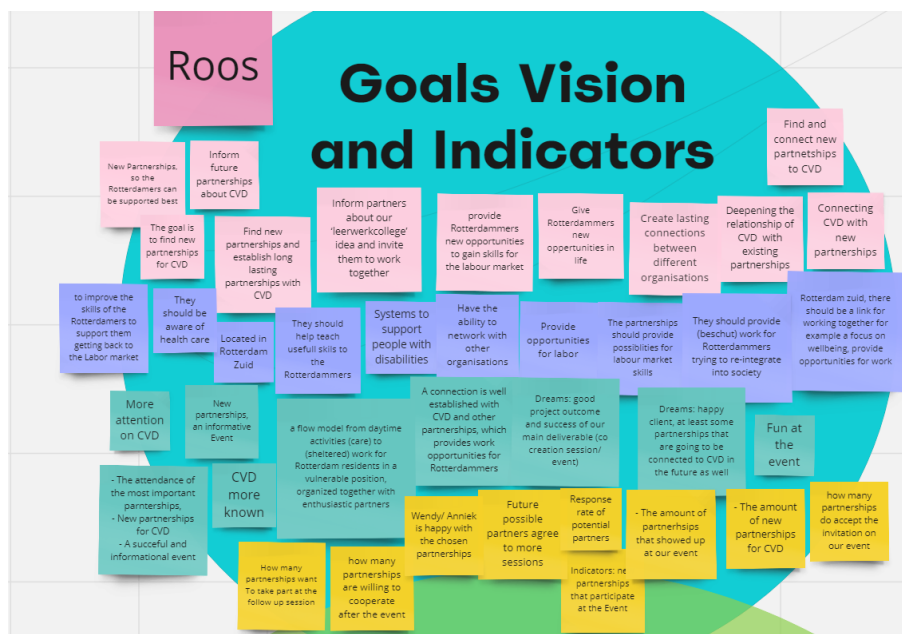 Roos
Goals Vision
and Indicators
Find and
connect new
partnetships
to CVD
New Partnerships,
so the
Rotterdamers can
be supported best
Inform
future
partnerships
about CVD
The goal is
to find new
partnerships
for CVD
Find new
partnerships and
establish long
lasting
partnerships with
CVD
Inform partners
about our
'leerwerkcollege'
idea and invite
them to work
together
provide
Rotterdammers
new opportunities
to gain skills for
the labour market
Give
Rotterdammers
new
oppertunities in
life
Create lasting
connections
between
different
organisations
Deepening the
relationship of
CVD with
existing
partnerships
Connecting
CVD with
new
partnerships
to improve the
skills of the
Rotterdamers to
support them
getting back to
the Labor market
They
should be
aware of
health care
Located in
Rotterdam
Zuid
They should
help teach
usefull skils to
the
Rotterdammers
Systems to
support
people with
disabilities
Have the
ability to
network with
other
organisations
Provide
opportunities
for labor
The partnerships
should provide
possiblities for
labour market
skills
They should provide
(beschut) work for
Rotterdammers
trying to re-integrate
into society
Rotterdam zuid, there
should be a link for
working together for
example a focus on
wellbeing, provide
opportunities for work
More
attention
on CVD
New
partnerships,
an informative
Event
a flow model from daytime
activities (care) to
(sheltered) work for
Rotterdam residents in a
vulnerable position,
organized together with
enthusiastic partners
A connection is well
established with
CVD and other
partnerships, which
provides work
opportunities for
Rotterdammers
Dreams: good
project outcome
and success of our
main deliverable (co
creation session/
event)
Dreams: happy
client, at least some
partnerships that
are going to be
connected to CVD in
the future as well
Fun at
the
event
- The attendance of
the most important
parnterships,
- New partnerships
for CVD
- A succeful and
informational event
CVD
more
known
How many
partnerships want
To take part at the
follow up session
how many
partnerships
are willing to
cooperate
after the event
Wendy/ Anniek
is happy with
the chosen
partnerships
Future
possible
partners agree
to more
sessions
Response
rate of
potential
partners
Indicators: ne
partnerships
that participate
at the Event
- The amount of
partnerhsips that
showed up
at our event
- The amount
of new
partnerships
for CVD
how many
partnerships
do accept the
invitation on
our event